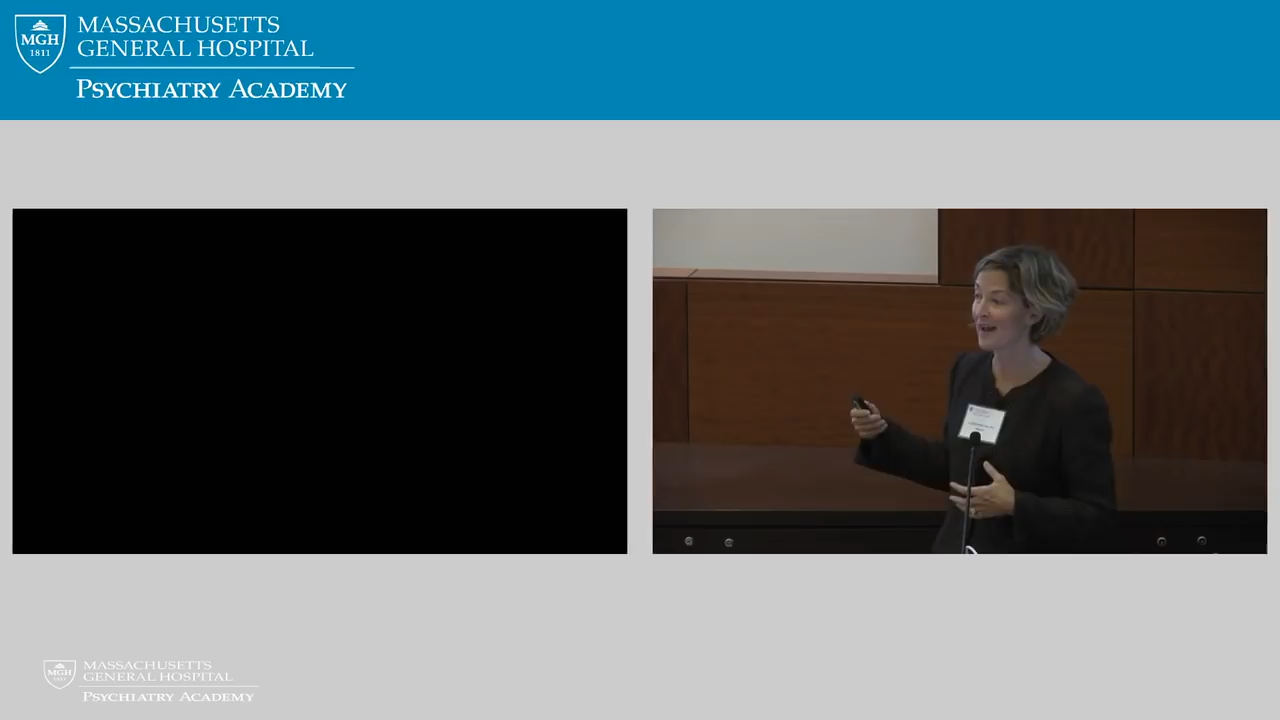 MASSACHUSETTS
GENERAL HOSPITAL
PSYCHIATRY ACADEMY
MGH
1811
MASSACHUSETTS
GENERAL HOSPITAL
PSYCHIATRY ACADEMY
MGH
1811